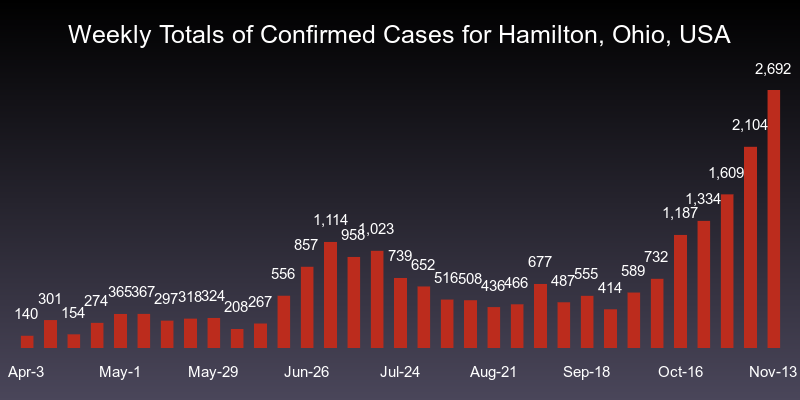 Weekly Totals of Confirmed Cases for Hamilton, Ohio, USA
140 301 154 274 365 367 297 318 324 208 267 556 857 1,114 958 1,023 739 652 516 508 436 466 677 487 555 414 589 732 1,187 1,334 1,609 2,104 2,692
Apr-3 May-1 May-29 Jun-26 Jul-24 Aug-21 Sep-18 Oct-16 Nov-13